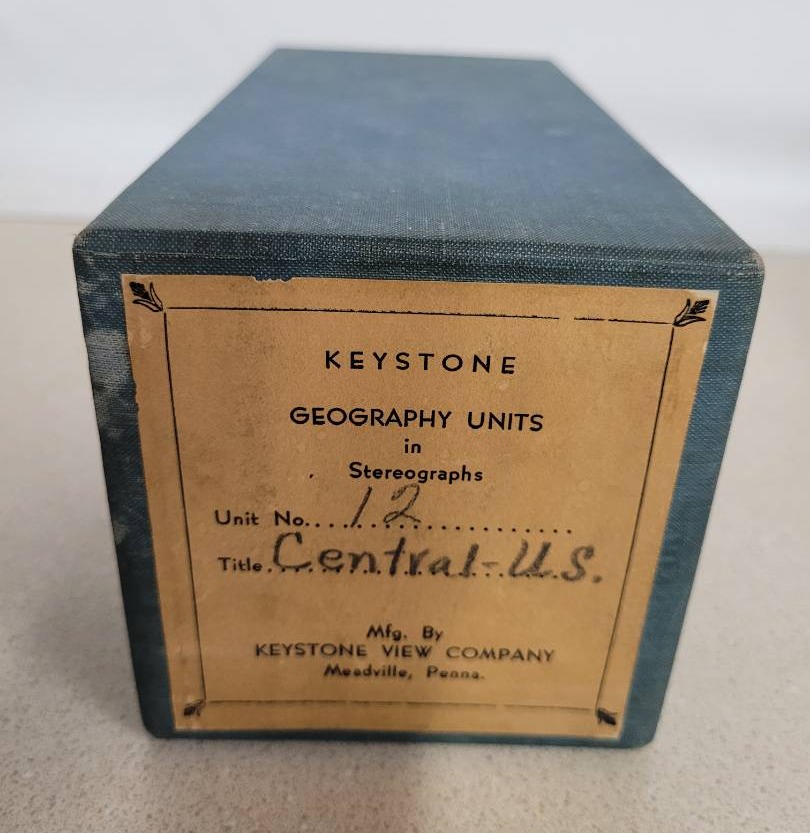 KEYSTONE
GEOGRAPHY UNITS
in
Stereographs
Unit No....12..................
Title.Central-U.S.
Mfg. By
KEYSTONE VIEW COMPANY
Meadville, Penna.